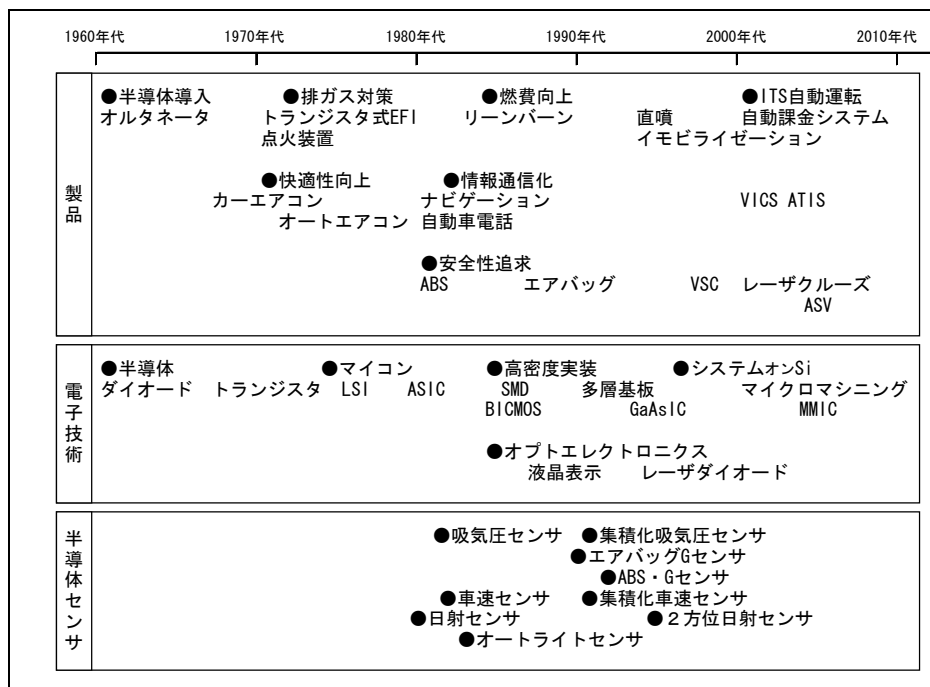 1960年代 1970年代 1980年代 1990年代 2000年代 2010年代
製品
●半導体導入 ●排ガス対策 ●燃費向上 ●ITS自動運転
オルタネータ トランジスタ式EFI リーンバーン 直噴 自動課金システム
点火装置 イモビライゼーション
●快適性向上 ●情報通信化
カーエアコン ナビゲーション VICS ATIS
オートエアコン 自動車電話
●安全性追求
ABS エアバッグ VSC レーザクルーズ
ASV
電子技術
●半導体 ●マイコン ●高密度実装 ●システムオンSi
ダイオード トランジスタ LSI ASIC SMD 多層基板 マイクロマシニング
BICMOS GaAsIC MMIC
●オプトエレクトロニクス
液晶表示 レーザダイオード
半導体センサ
●吸気圧センサ ●集積化吸気圧センサ
●エアバッグGセンサ
●ABS・Gセンサ
●車速センサ ●集積化車速センサ
●日射センサ ●２方位日射センサ
●オートライトセンサ